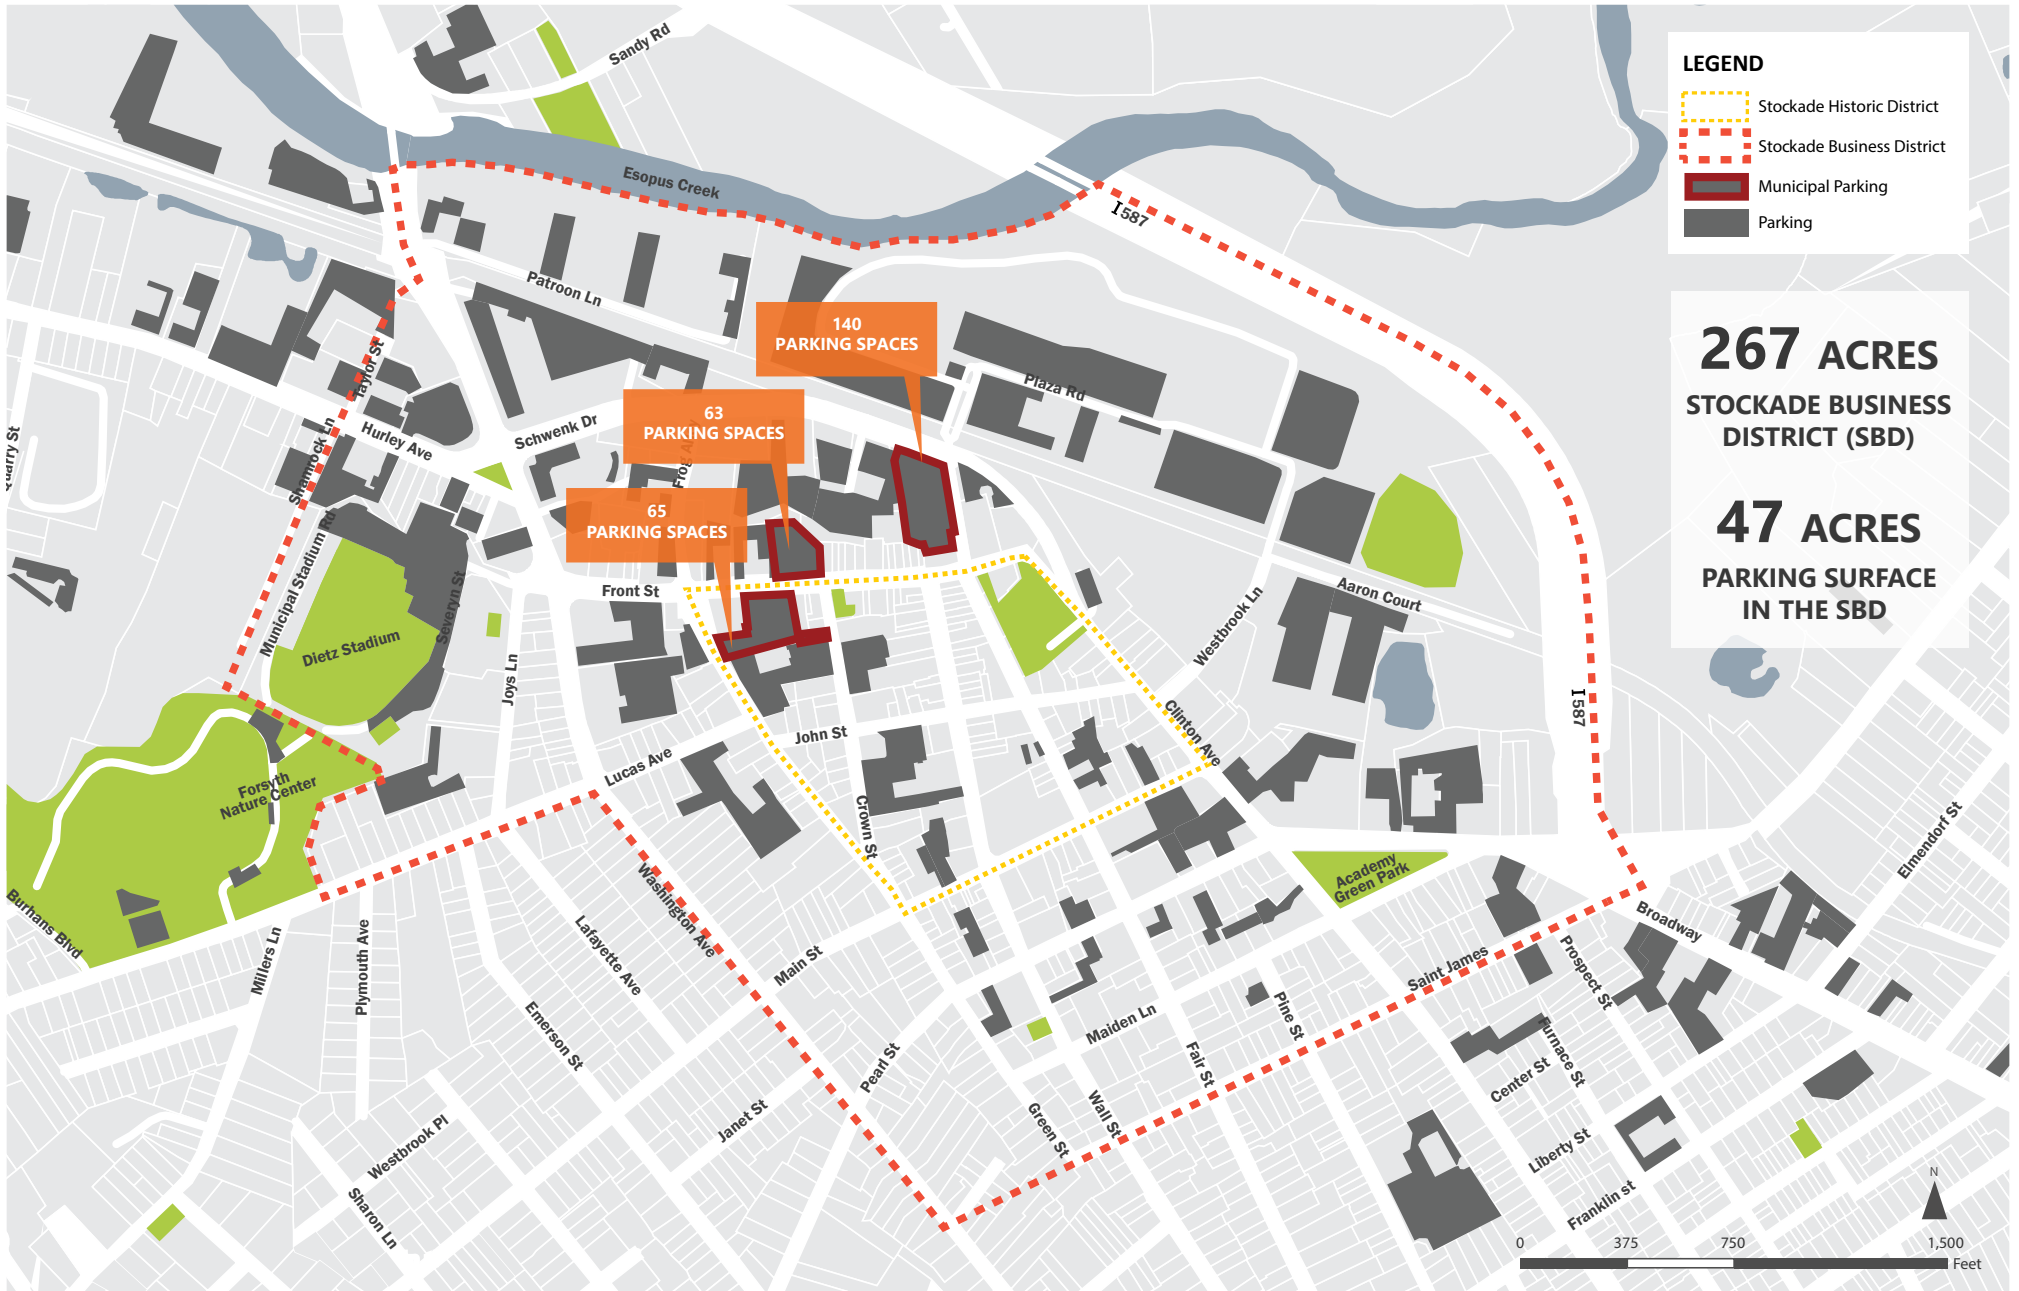 Sandy Rd
Esopus Creek
I 587
LEGEND
Stockade Historic District
Stockade Business District
Municipal Parking
Parking
267 ACRES
STOCKADE BUSINESS
DISTRICT (SBD)
47 ACRES
PARKING SURFACE
IN THE SBD
Patroon Ln
140
PARKING SPACES
63
PARKING SPACES
65
PARKING SPACES
Plaza Rd
Taylor St
Schwenk Dr
Hurley Ave
Shamrock Ln
Quarry St
Municipal Stadium Rd
Dietz Stadium
Severyn St
Front St
Joys Ln
Aaron Court
Westbrook Ln
I 587
Clinton Ave
John St
Lucas Ave
Crown St
Forsyth
Nature Center
Burhans Blvd
Washington Ave
Academy
Green Park
Elmendorf St
Broadway
Millers Ln
Plymouth Ave
Lafayette Ave
Main St
Saint James
Prospect St
Emerson St
Pearl St
Maiden Ln
Pine St
Fair St
Furnace St
Center St
Janet St
Green St
Wall St
Westbrook Pl
Sharon Ln
Liberty St
Franklin st
N
0 375 750 1,500
Feet